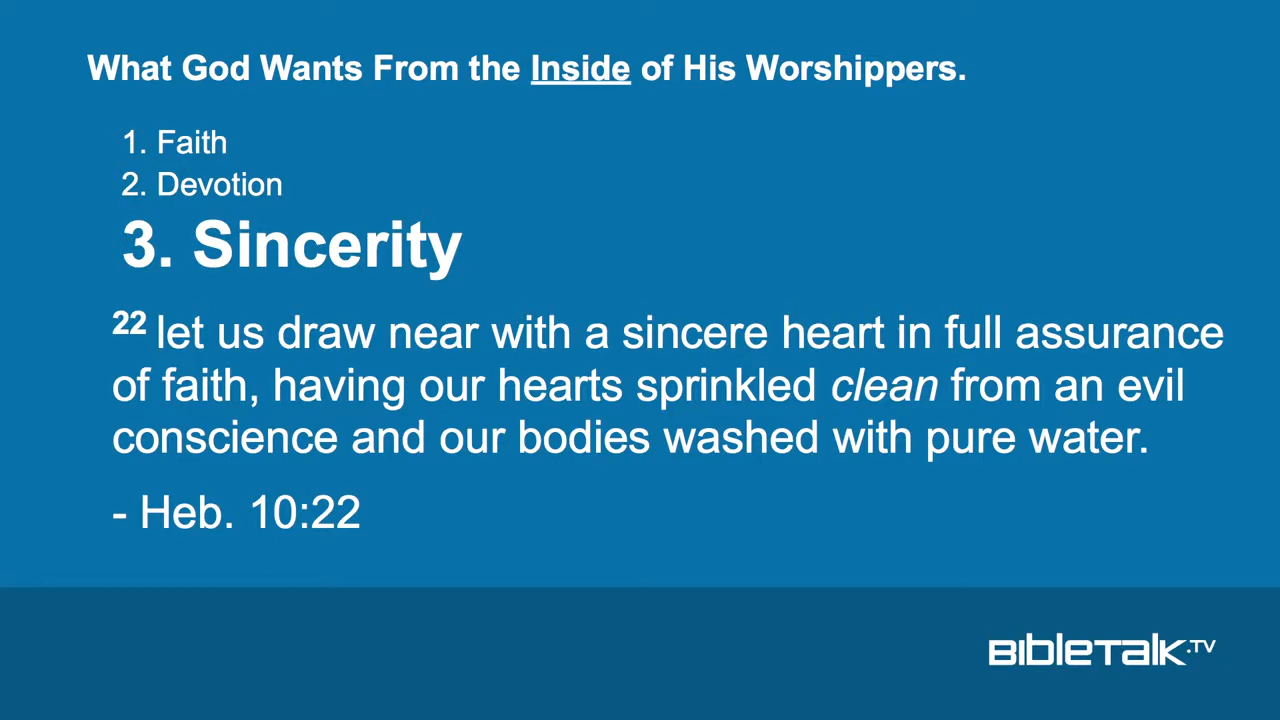 What God Wants From the Inside of His Worshippers.
1. Faith
2. Devotion
3. Sincerity
22 let us draw near with a sincere heart in full assurance
of faith, having our hearts sprinkled clean from an evil
conscience and our bodies washed with pure water.
- Heb. 10:22
BIBLETALK.TV